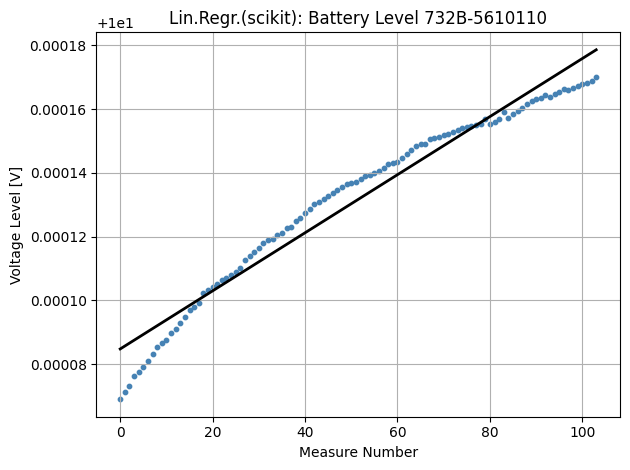 Lin.Regr.(scikit): Battery Level 732B-5610110
+1e1
0.00018
0.00016
0.00014
0.00012
0.00010
0.00008
Voltage Level [V]
0 20 40 60 80 100
Measure Number